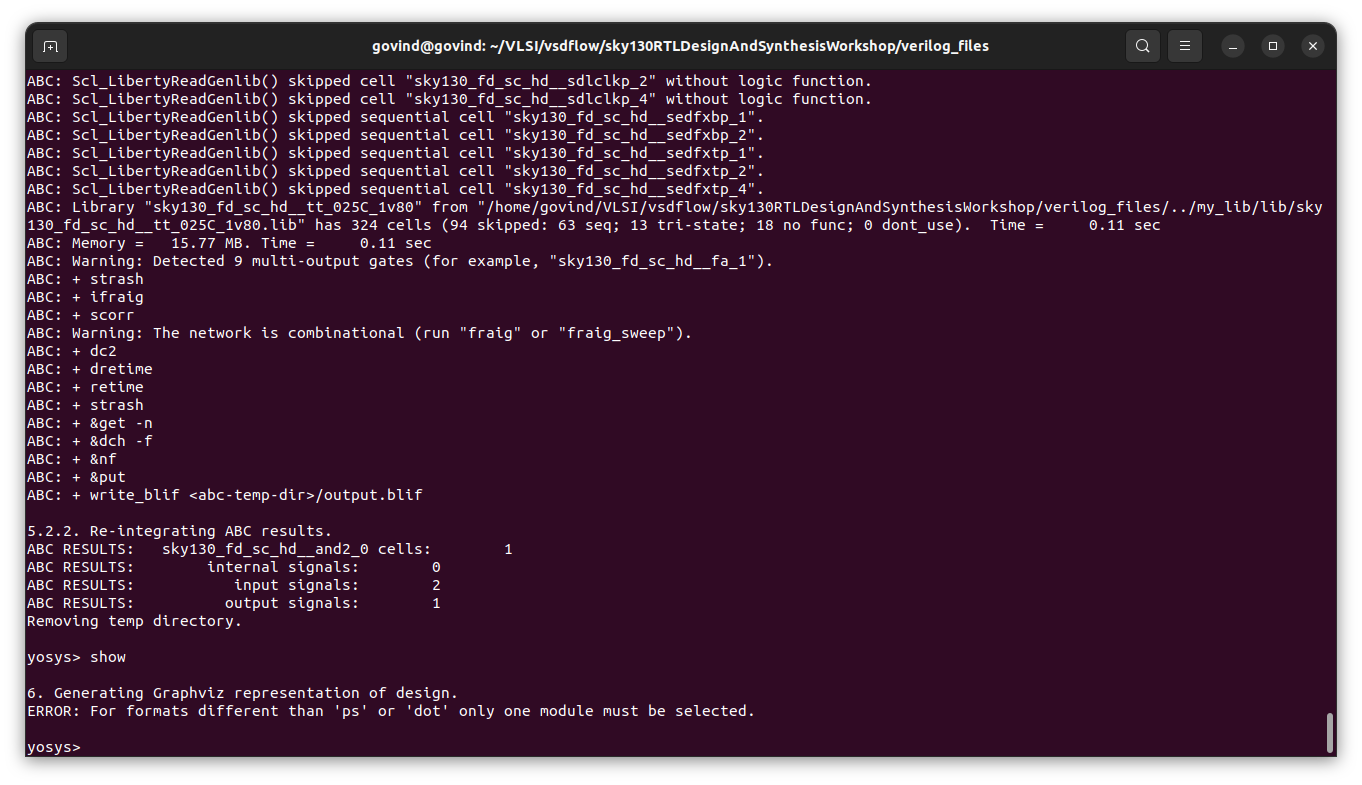 govind@govind: ~/VLSI/vsdflow/sky130RTLDesignAndSynthesisWorkshop/verilog_files
ABC: Scl_LibertyReadGenlib() skipped cell "sky130_fd_sc_hd__sdlclkp_2" without logic function.
ABC: Scl_LibertyReadGenlib() skipped cell "sky130_fd_sc_hd__sdlclkp_4" without logic function.
ABC: Scl_LibertyReadGenlib() skipped sequential cell "sky130_fd_sc_hd__sedfxbp_1".
ABC: Scl_LibertyReadGenlib() skipped sequential cell "sky130_fd_sc_hd__sedfxbp_2".
ABC: Scl_LibertyReadGenlib() skipped sequential cell "sky130_fd_sc_hd__sedfxtp_1".
ABC: Scl_LibertyReadGenlib() skipped sequential cell "sky130_fd_sc_hd__sedfxtp_2".
ABC: Scl_LibertyReadGenlib() skipped sequential cell "sky130_fd_sc_hd__sedfxtp_4".
ABC: Library "sky130_fd_sc_hd__tt_025C_1v80" from "/home/govind/VLSI/vsdflow/sky130RTLDesignAndSynthesisWorkshop/verilog_files/../my_lib/lib/sky
130_fd_sc_hd__tt_025C_1v80.lib" has 324 cells (94 skipped: 63 seq; 13 tri-state; 18 no func; 0 dont_use).  Time =     0.11 sec
ABC: Memory =   15.77 MB. Time =     0.11 sec
ABC: Warning: Detected 9 multi-output gates (for example, "sky130_fd_sc_hd__fa_1").
ABC: + strash
ABC: + ifraig
ABC: + scorr
ABC: Warning: The network is combinational (run "fraig" or "fraig_sweep").
ABC: + dc2
ABC: + dretime
ABC: + retime
ABC: + strash
ABC: + &get -n
ABC: + &dch -f
ABC: + &nf
ABC: + &put
ABC: + write_blif <abc-temp-dir>/output.blif
5.2.2. Re-integrating ABC results.
ABC RESULTS:   sky130_fd_sc_hd__and2_0 cells:        1
ABC RESULTS:        internal signals:        0
ABC RESULTS:           input signals:        2
ABC RESULTS:          output signals:        1
Removing temp directory.
yosys> show
6. Generating Graphviz representation of design.
ERROR: For formats different than 'ps' or 'dot' only one module must be selected.
yosys>